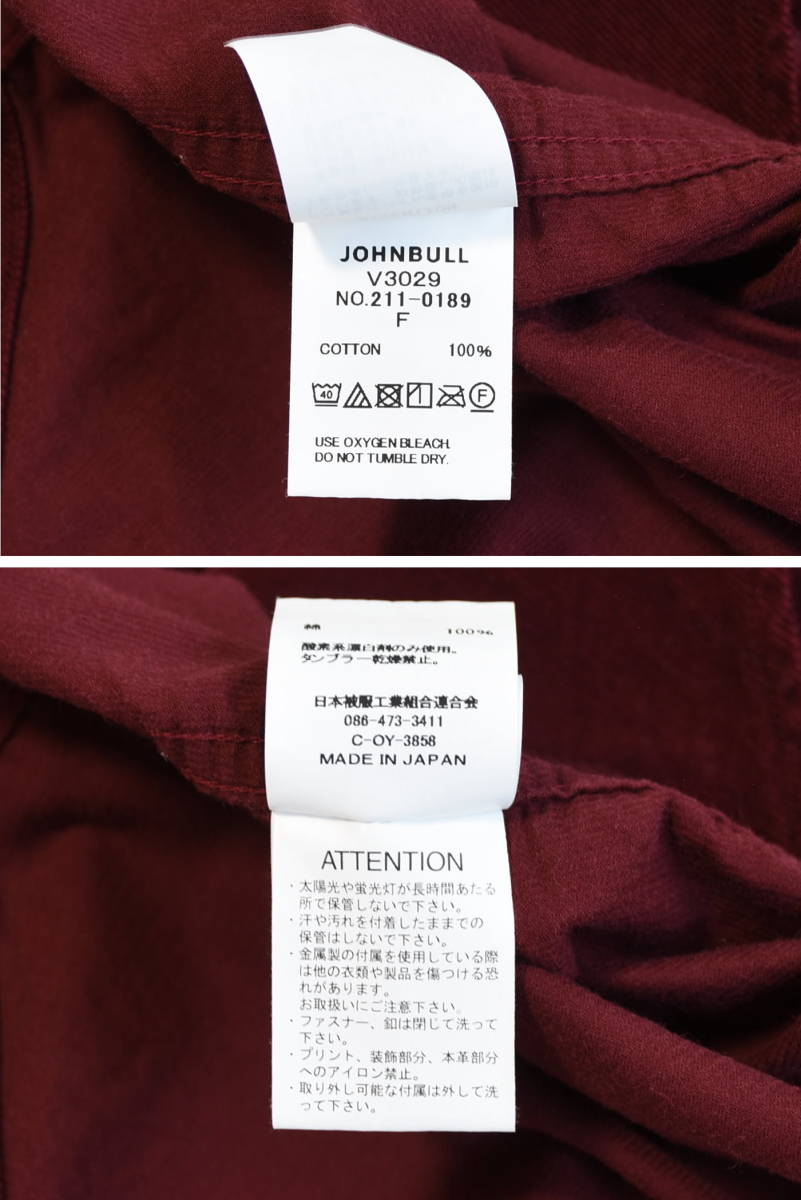 JOHNBULL
V3029
NO.211-0189
F
COTTON 100%
40
F
USE OXYGEN BLEACH.
DO NOT TUMBLE DRY.
綿 100%
酸素系漂白剤のみ使用。
タンブラー乾燥禁止。
日本被服工業組合連合会
086-473-3411
C-OY-3858
MADE IN JAPAN
ATTENTION
・太陽光や蛍光灯が長時間あたる
所で保管しないで下さい。
・汗や汚れを付着したままでの
保管はしないで下さい。
・金属製の付属を使用している際
は他の衣類や製品を傷つける恐
れがあります。
お取扱いにご注意下さい。
・ファスナー、釦は閉じて洗って
下さい。
・プリント、装飾部分、本革部分
へのアイロン禁止。
・取り外し可能な付属は外して洗
って下さい。